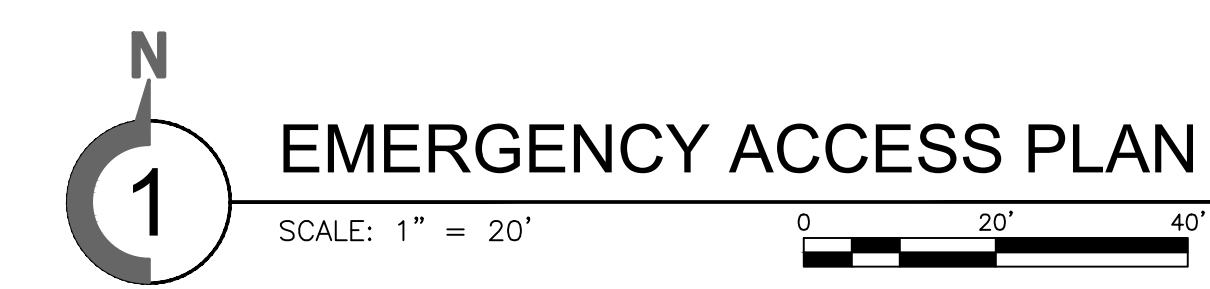 N
1
EMERGENCY ACCESS PLAN
SCALE: 1" = 20'
0 20' 40'